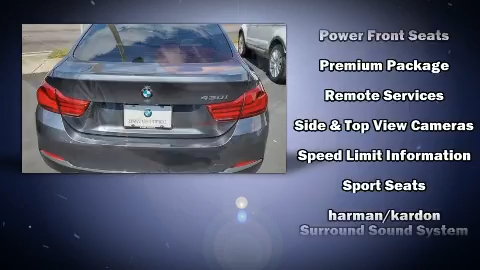 Power Front Seats
Premium Package
Remote Services
Side & Top View Cameras
Speed Limit Information
Sport Seats
harman/kardon
Surround Sound System
430i